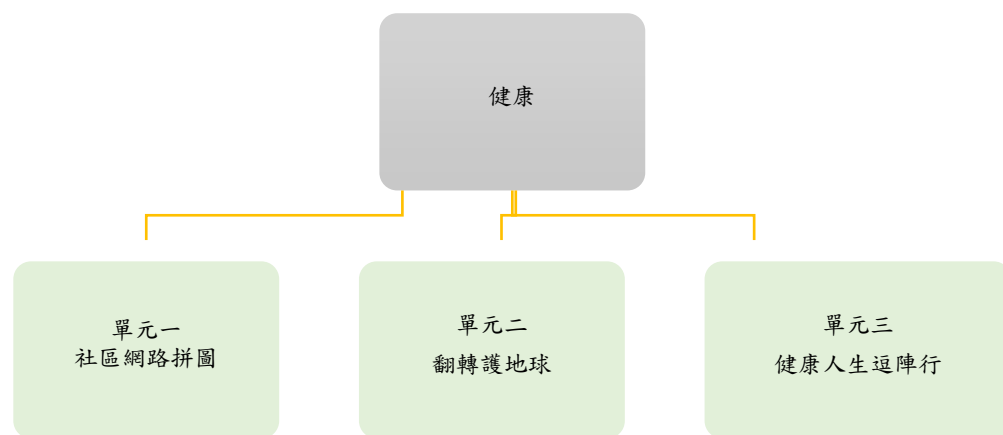 健康
單元一
社區網路拼圖
單元二
翻轉護地球
單元三
健康人生逗陣行